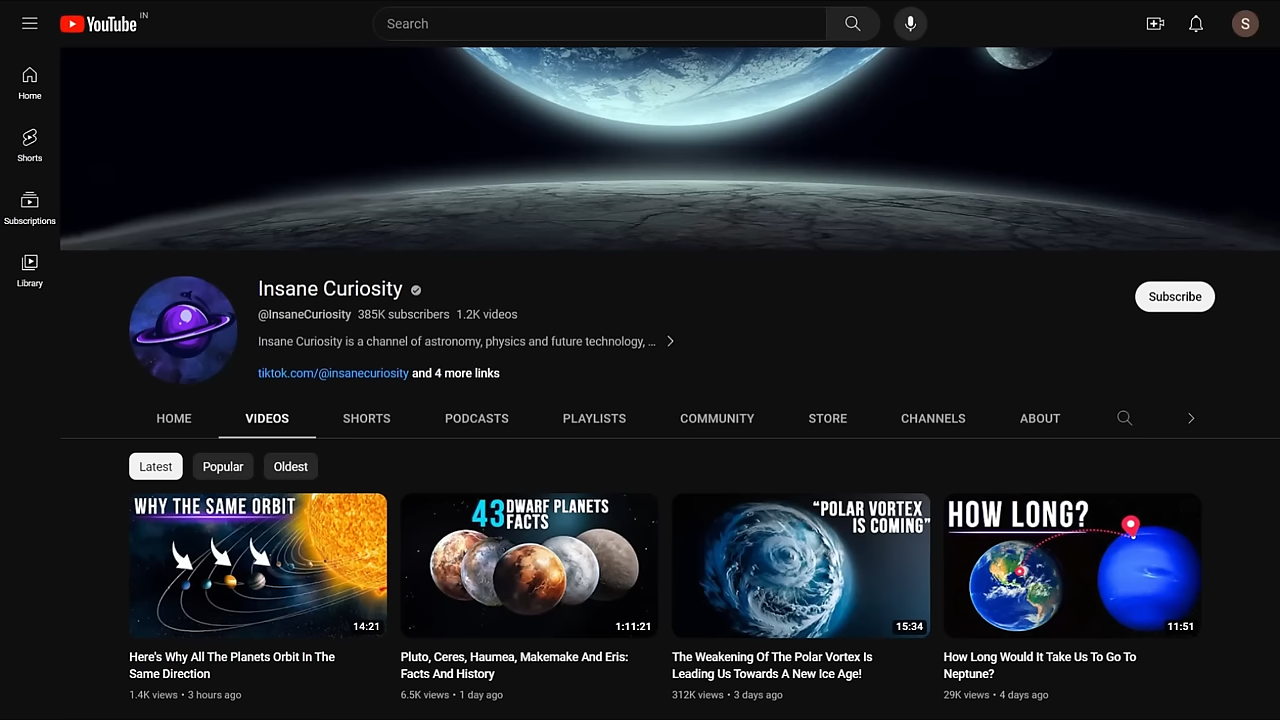 YouTube IN
Search
S
Home
Shorts
Subscriptions
Library
Insane Curiosity
@InsaneCuriosity 385K subscribers 1.2K videos
Insane Curiosity is a channel of astronomy, physics and future technology, ...
tiktok.com/@insanecuriosity and 4 more links
Subscribe
HOME VIDEOS SHORTS PODCASTS PLAYLISTS COMMUNITY STORE CHANNELS ABOUT
Latest Popular Oldest
WHY THE SAME ORBIT
14:21
43 DWARF PLANETS
FACTS
1:11:21
“POLAR VORTEX
IS COMING”
15:34
HOW LONG?
11:51
Here's Why All The Planets Orbit In The
Same Direction
1.4K views • 3 hours ago
Pluto, Ceres, Haumea, Makemake And Eris:
Facts And History
6.5K views • 1 day ago
The Weakening Of The Polar Vortex Is
Leading Us Towards A New Ice Age!
312K views • 3 days ago
How Long Would It Take Us To Go To
Neptune?
29K views • 4 days ago